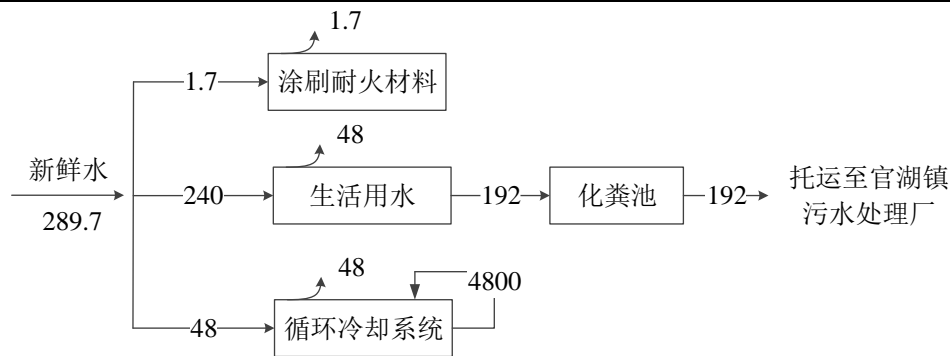 1.7
1.7
涂刷耐火材料
48
新鲜水
289.7
240
生活用水
192
化粪池
192
托运至官湖镇
污水处理厂
48
4800
48
循环冷却系统